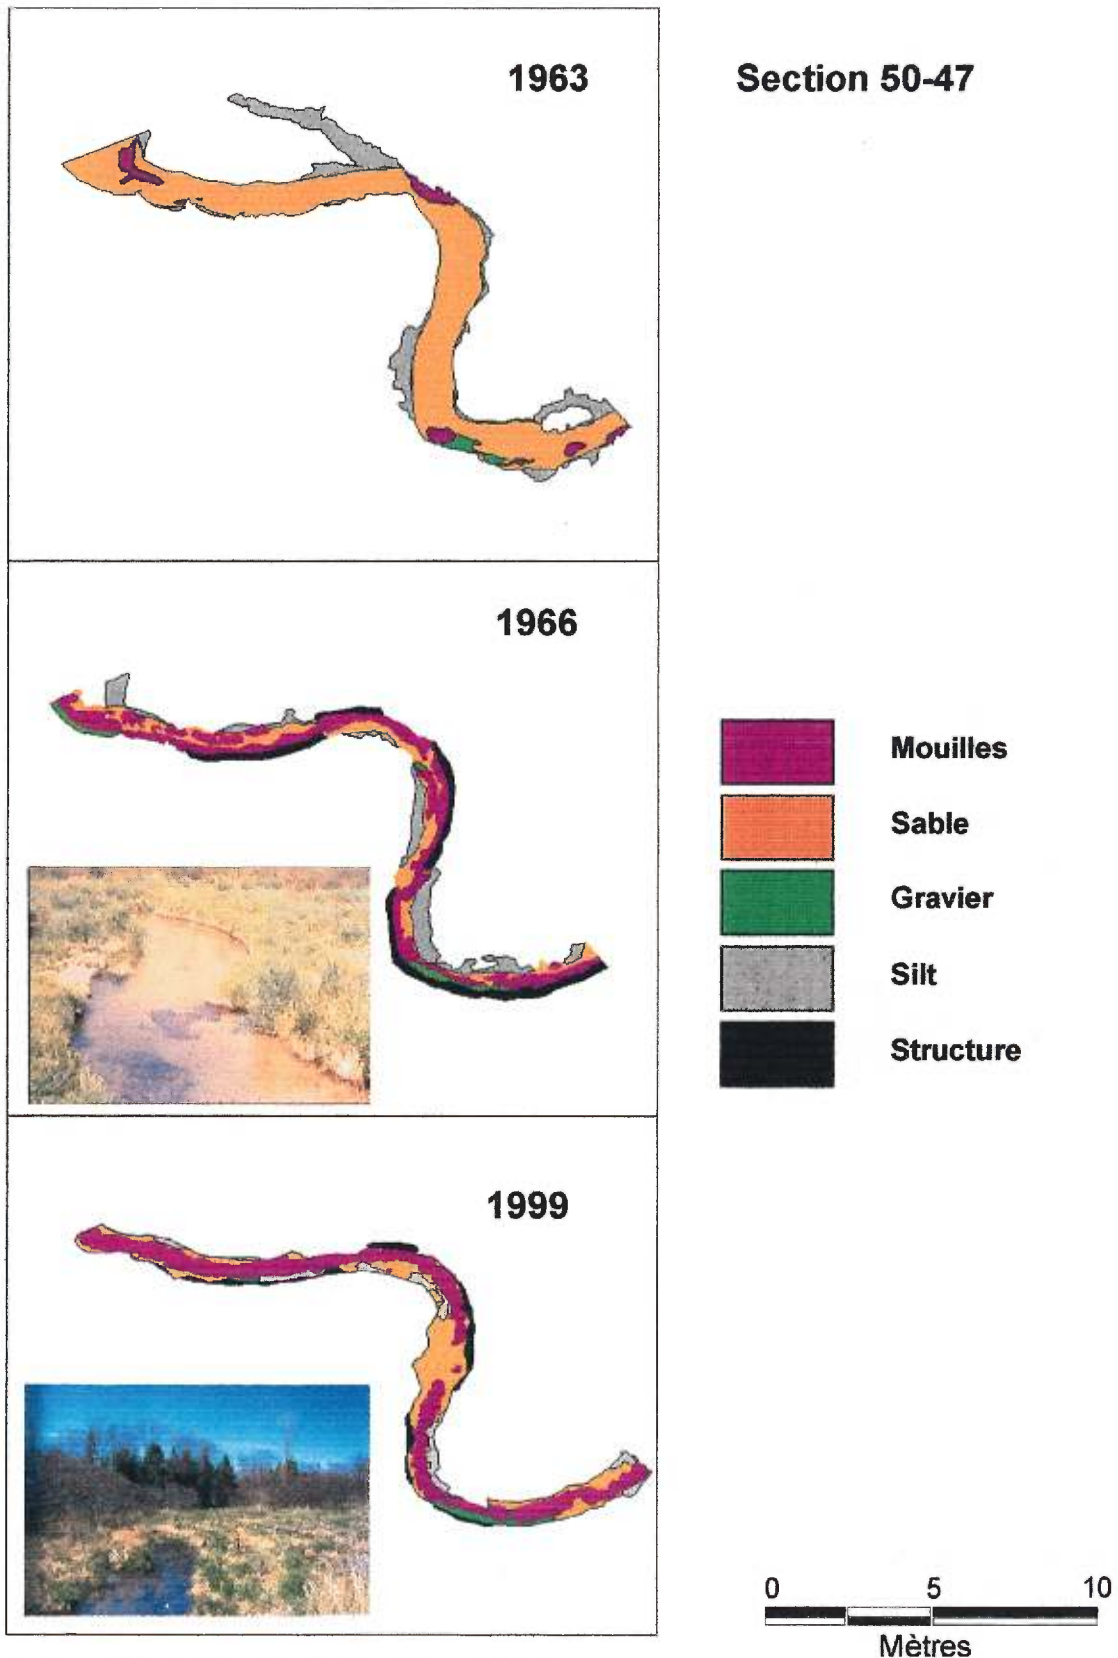 1963
Section 50-47
1966
Mouilles
Sable
Gravier
Silt
Structure
1999
0 5 10
Mètres